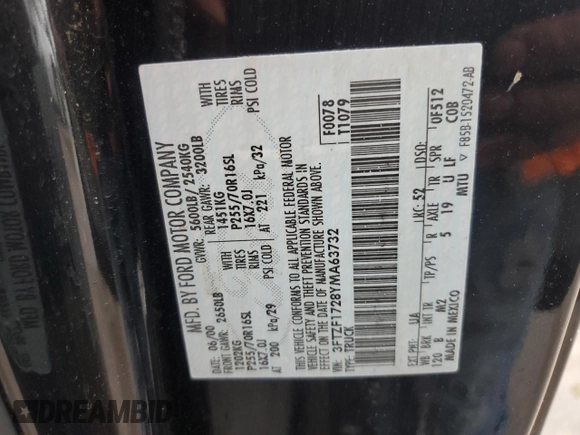 MFD. BY FORD MOTOR COMPANY
DATE: 06/00 GVWR: 5600LB/ 2540KG
FRONT GAWR: 2650LB REAR GAWR: 3200LB
1202KG 1451KG WITH
P255/70R16SL P255/70R16SL TIRES
16X7.0J 16X7.0J RIMS
AT 200 kPa/29 PSI COLD AT 221 kPa/32 PSI COLD
THIS VEHICLE CONFORMS TO ALL APPLICABLE FEDERAL MOTOR
VEHICLE SAFETY AND THEFT PREVENTION STANDARDS IN EFFECT
ON THE DATE OF MANUFACTURE SHOWN ABOVE.
VIN: 3FTZF1728YMA63732 F0078
TYPE: TRUCK T1079
EXT PNT: UA RC: 52 DSO:
WB BRK INT TR TP/PS R AXLE TR SPR 0F512
120 B M2 5 19 U LF COB
MADE IN MEXICO MTU F85B-1520472-AB
WITH
TIRES
RIMS
DREAMBID